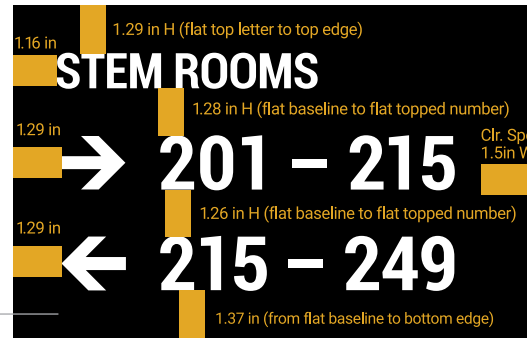 1.29 in H (flat top letter to top edge)
1.16 in
STEM ROOMS
1.28 in H (flat baseline to flat topped number)
1.29 in
→ 201 – 215
Clr. Spa
1.5in W
1.26 in H (flat baseline to flat topped number)
1.29 in
← 215 – 249
1.37 in (from flat baseline to bottom edge)